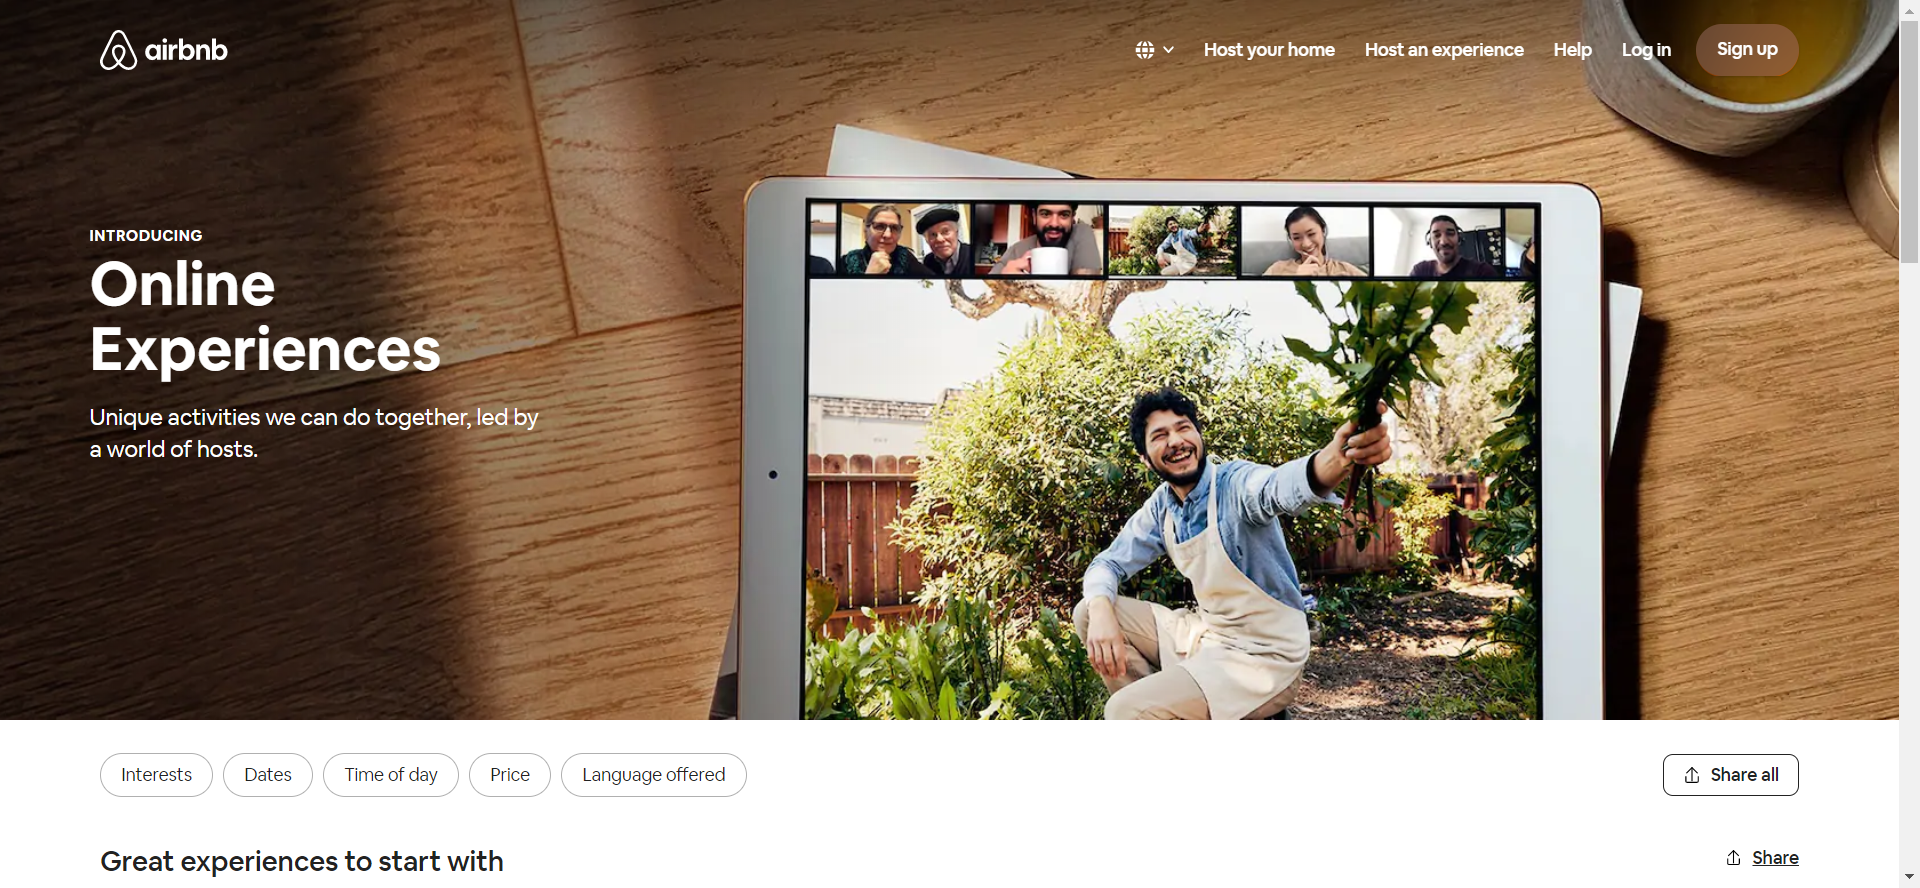 airbnb
Host your home
Host an experience
Help
Log in
Sign up
INTRODUCING
Online
Experiences
Unique activities we can do together, led by
a world of hosts.
Interests
Dates
Time of day
Price
Language offered
Share all
Great experiences to start with
Share